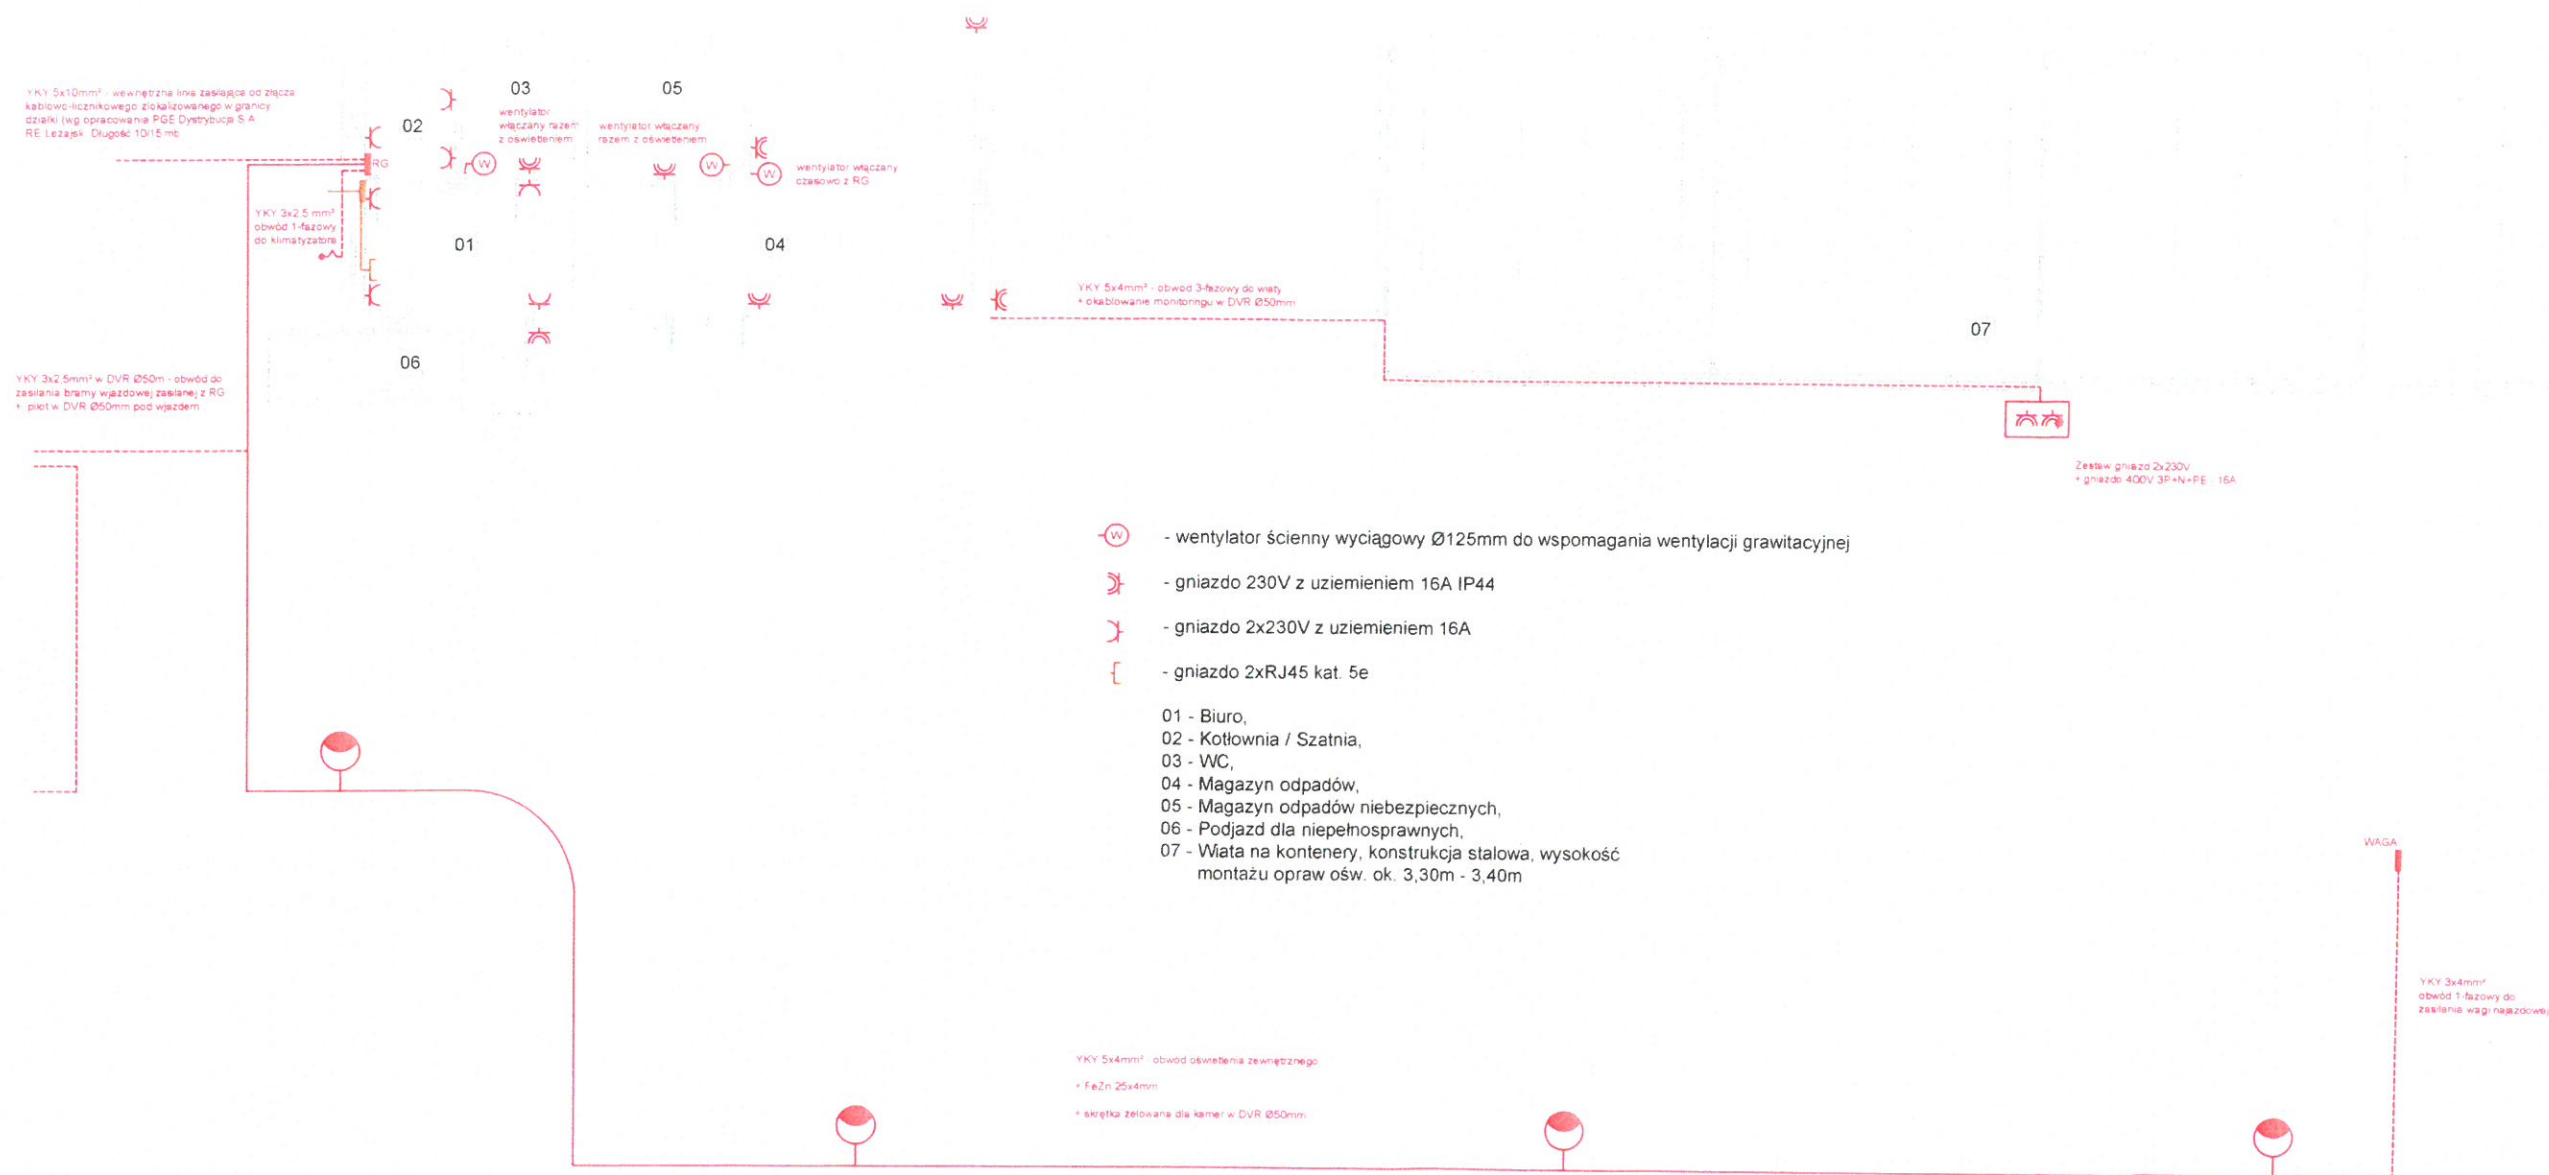 YKY 5x10mm² - wewnętrzna linia zasilająca od złącza
kablowo-licznikowego zlokalizowanego w granicy
działki (wg opracowania PGE Dystrybucja S.A.
RE Leżajsk. Długość 10/15 mb
02
03
wentylator
włączany razem
z oświetleniem
05
wentylator włączany
razem z oświetleniem
RG
W
W
W
wentylator włączany
czasowo z RG
YKY 3x2,5 mm²
obwód 1-fazowy
do klimatyzatora
01
04
YKY 5x4mm² - obwód 3-fazowy do wiaty
+ okablowanie monitoringu w DVR Ø50mm
07
06
YKY 3x2,5mm² w DVR Ø50m - obwód do
zasilania bramy wjazdowej zasilanej z RG
+ pilot w DVR Ø50mm pod wjazdem
Zestaw gniazd 2x230V
+ gniazdo 400V 3P+N+PE - 16A
W - wentylator ścienny wyciągowy Ø125mm do wspomagania wentylacji grawitacyjnej
- gniazdo 230V z uziemieniem 16A IP44
- gniazdo 2x230V z uziemieniem 16A
- gniazdo 2xRJ45 kat. 5e
01 - Biuro,
02 - Kotłownia / Szatnia,
03 - WC,
04 - Magazyn odpadów,
05 - Magazyn odpadów niebezpiecznych,
06 - Podjazd dla niepełnosprawnych,
07 - Wiata na kontenery, konstrukcja stalowa, wysokość
montażu opraw ośw. ok. 3,30m - 3,40m
WAGA
YKY 3x4mm²
obwód 1-fazowy do
zasilania wagi najazdowej
YKY 5x4mm² - obwód oświetlenia zewnętrznego
+ FeZn 25x4mm
+ skrętka żelowana dla kamer w DVR Ø50mm